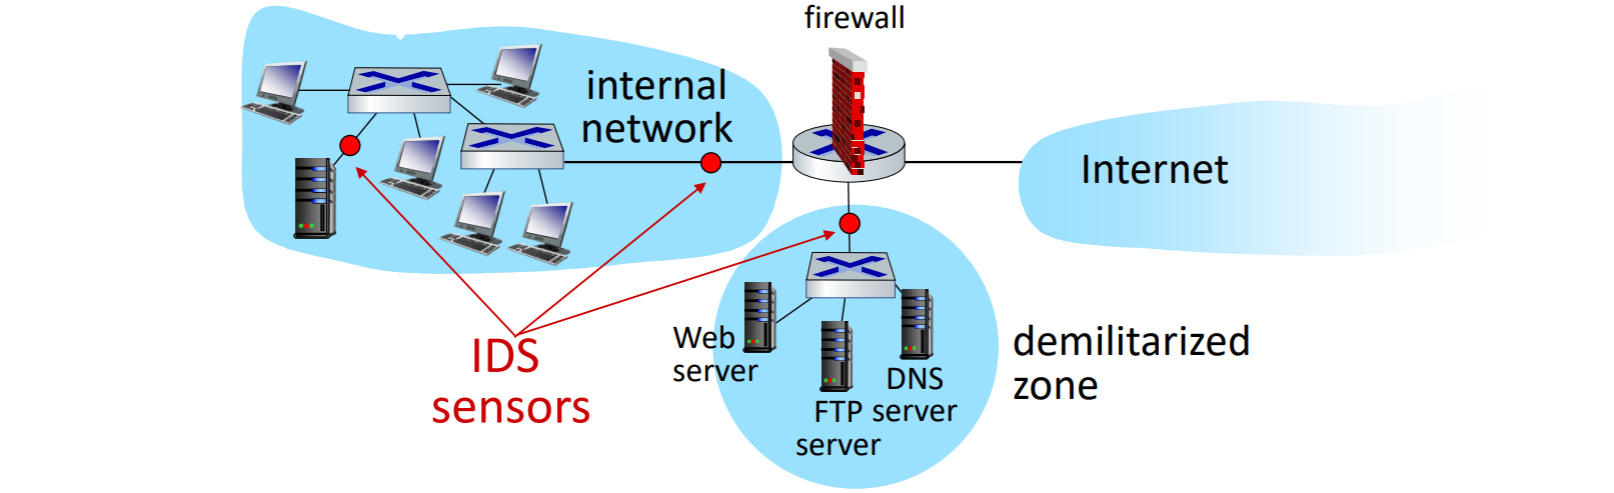 firewall
internal
network
Internet
IDS
sensors
Web
server
DNS
server
FTP
server
demilitarized
zone